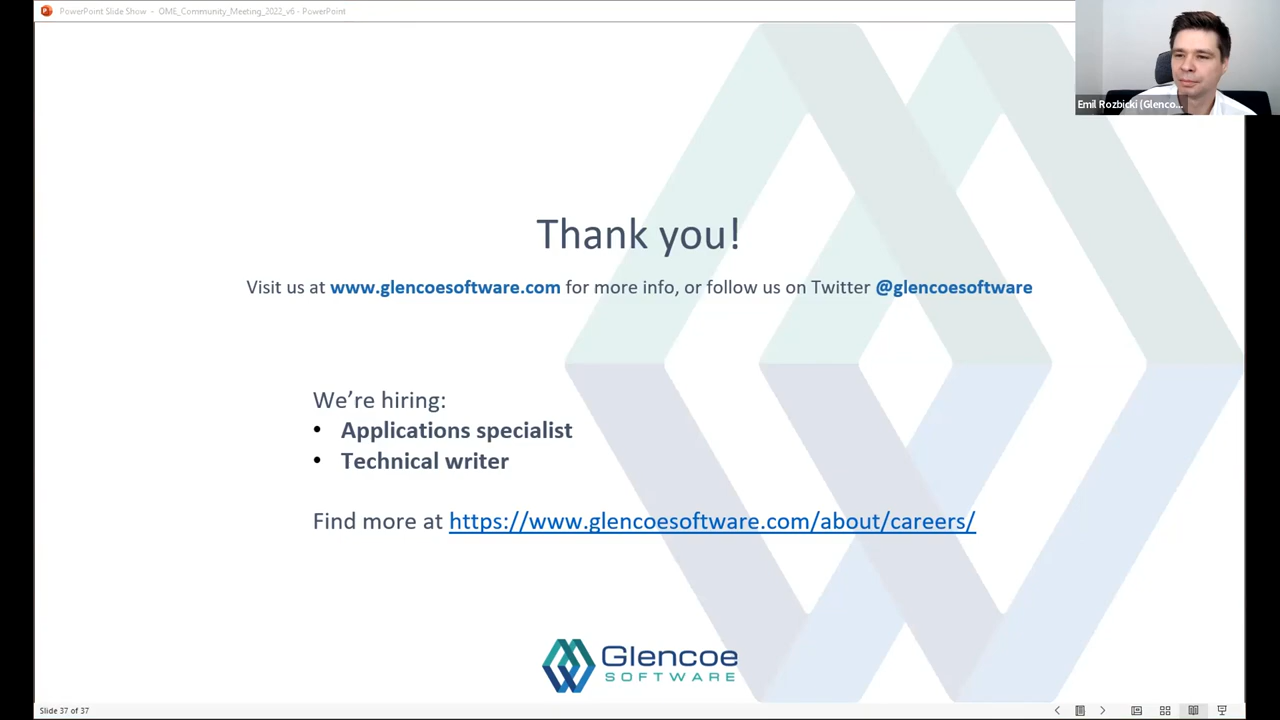 PowerPoint Slide Show - OME_Community_Meeting_2022_v6 - PowerPoint
Emil Rozbicki (Glenco...
Thank you!
Visit us at www.glencoesoftware.com for more info, or follow us on Twitter @glencoesoftware
We're hiring:
• Applications specialist
• Technical writer
Find more at https://www.glencoesoftware.com/about/careers/
Glencoe
SOFTWARE
Slide 37 of 37